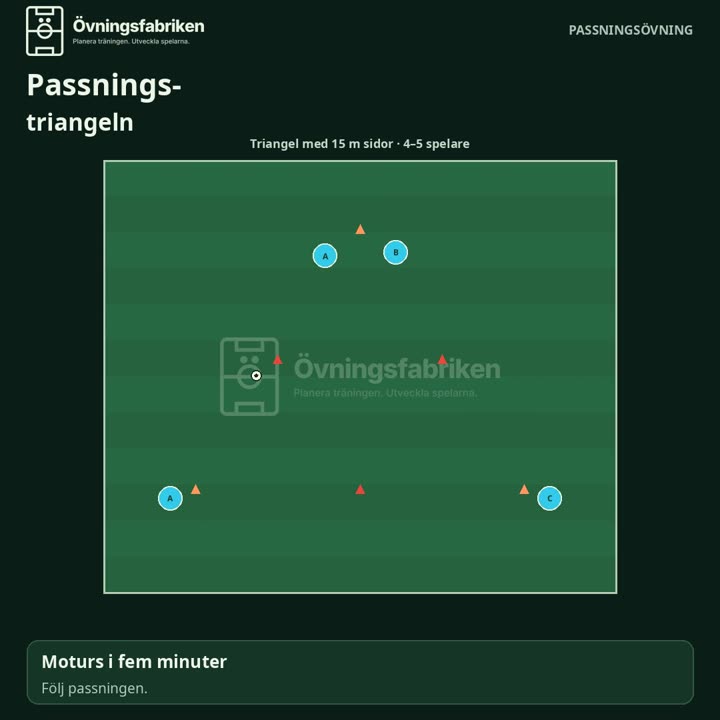 Övningsfabriken
Planera träningen. Utveckla spelarna.
PASSNINGSÖVNING
Passnings-
triangeln
Triangel med 15 m sidor · 4–5 spelare
A
B
Övningsfabriken
Planera träningen. Utveckla spelarna.
A
C
Moturs i fem minuter
Följ passningen.